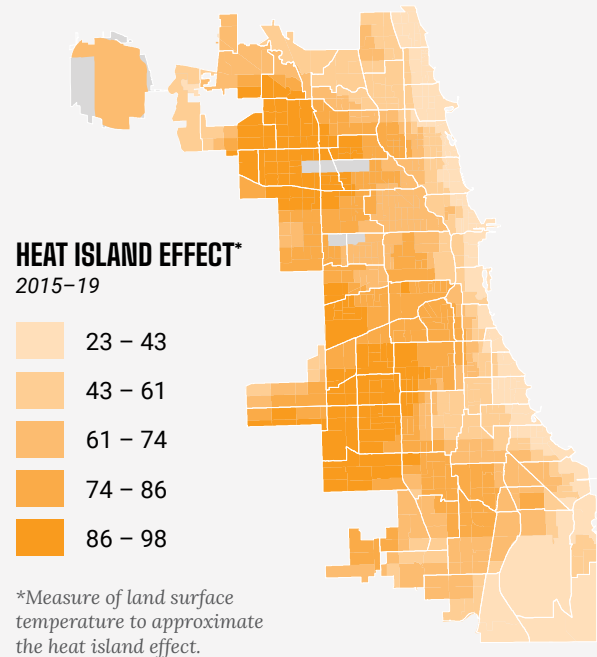 HEAT ISLAND EFFECT*
2015–19
23 – 43
43 – 61
61 – 74
74 – 86
86 – 98
*Measure of land surface
temperature to approximate
the heat island effect.